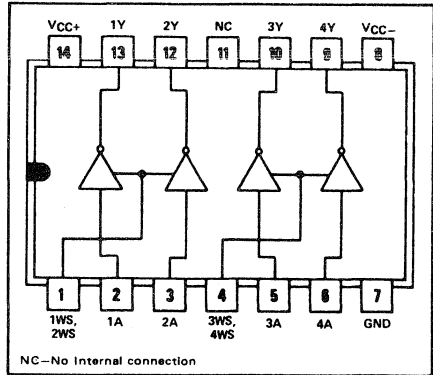 VCC+ 1Y 2Y NC 3Y 4Y VCC−
14 13 12 11 10 9 8
1 2 3 4 5 6 7
1WS, 2WS 1A 2A 3WS, 4WS 3A 4A GND
NC—No Internal connection